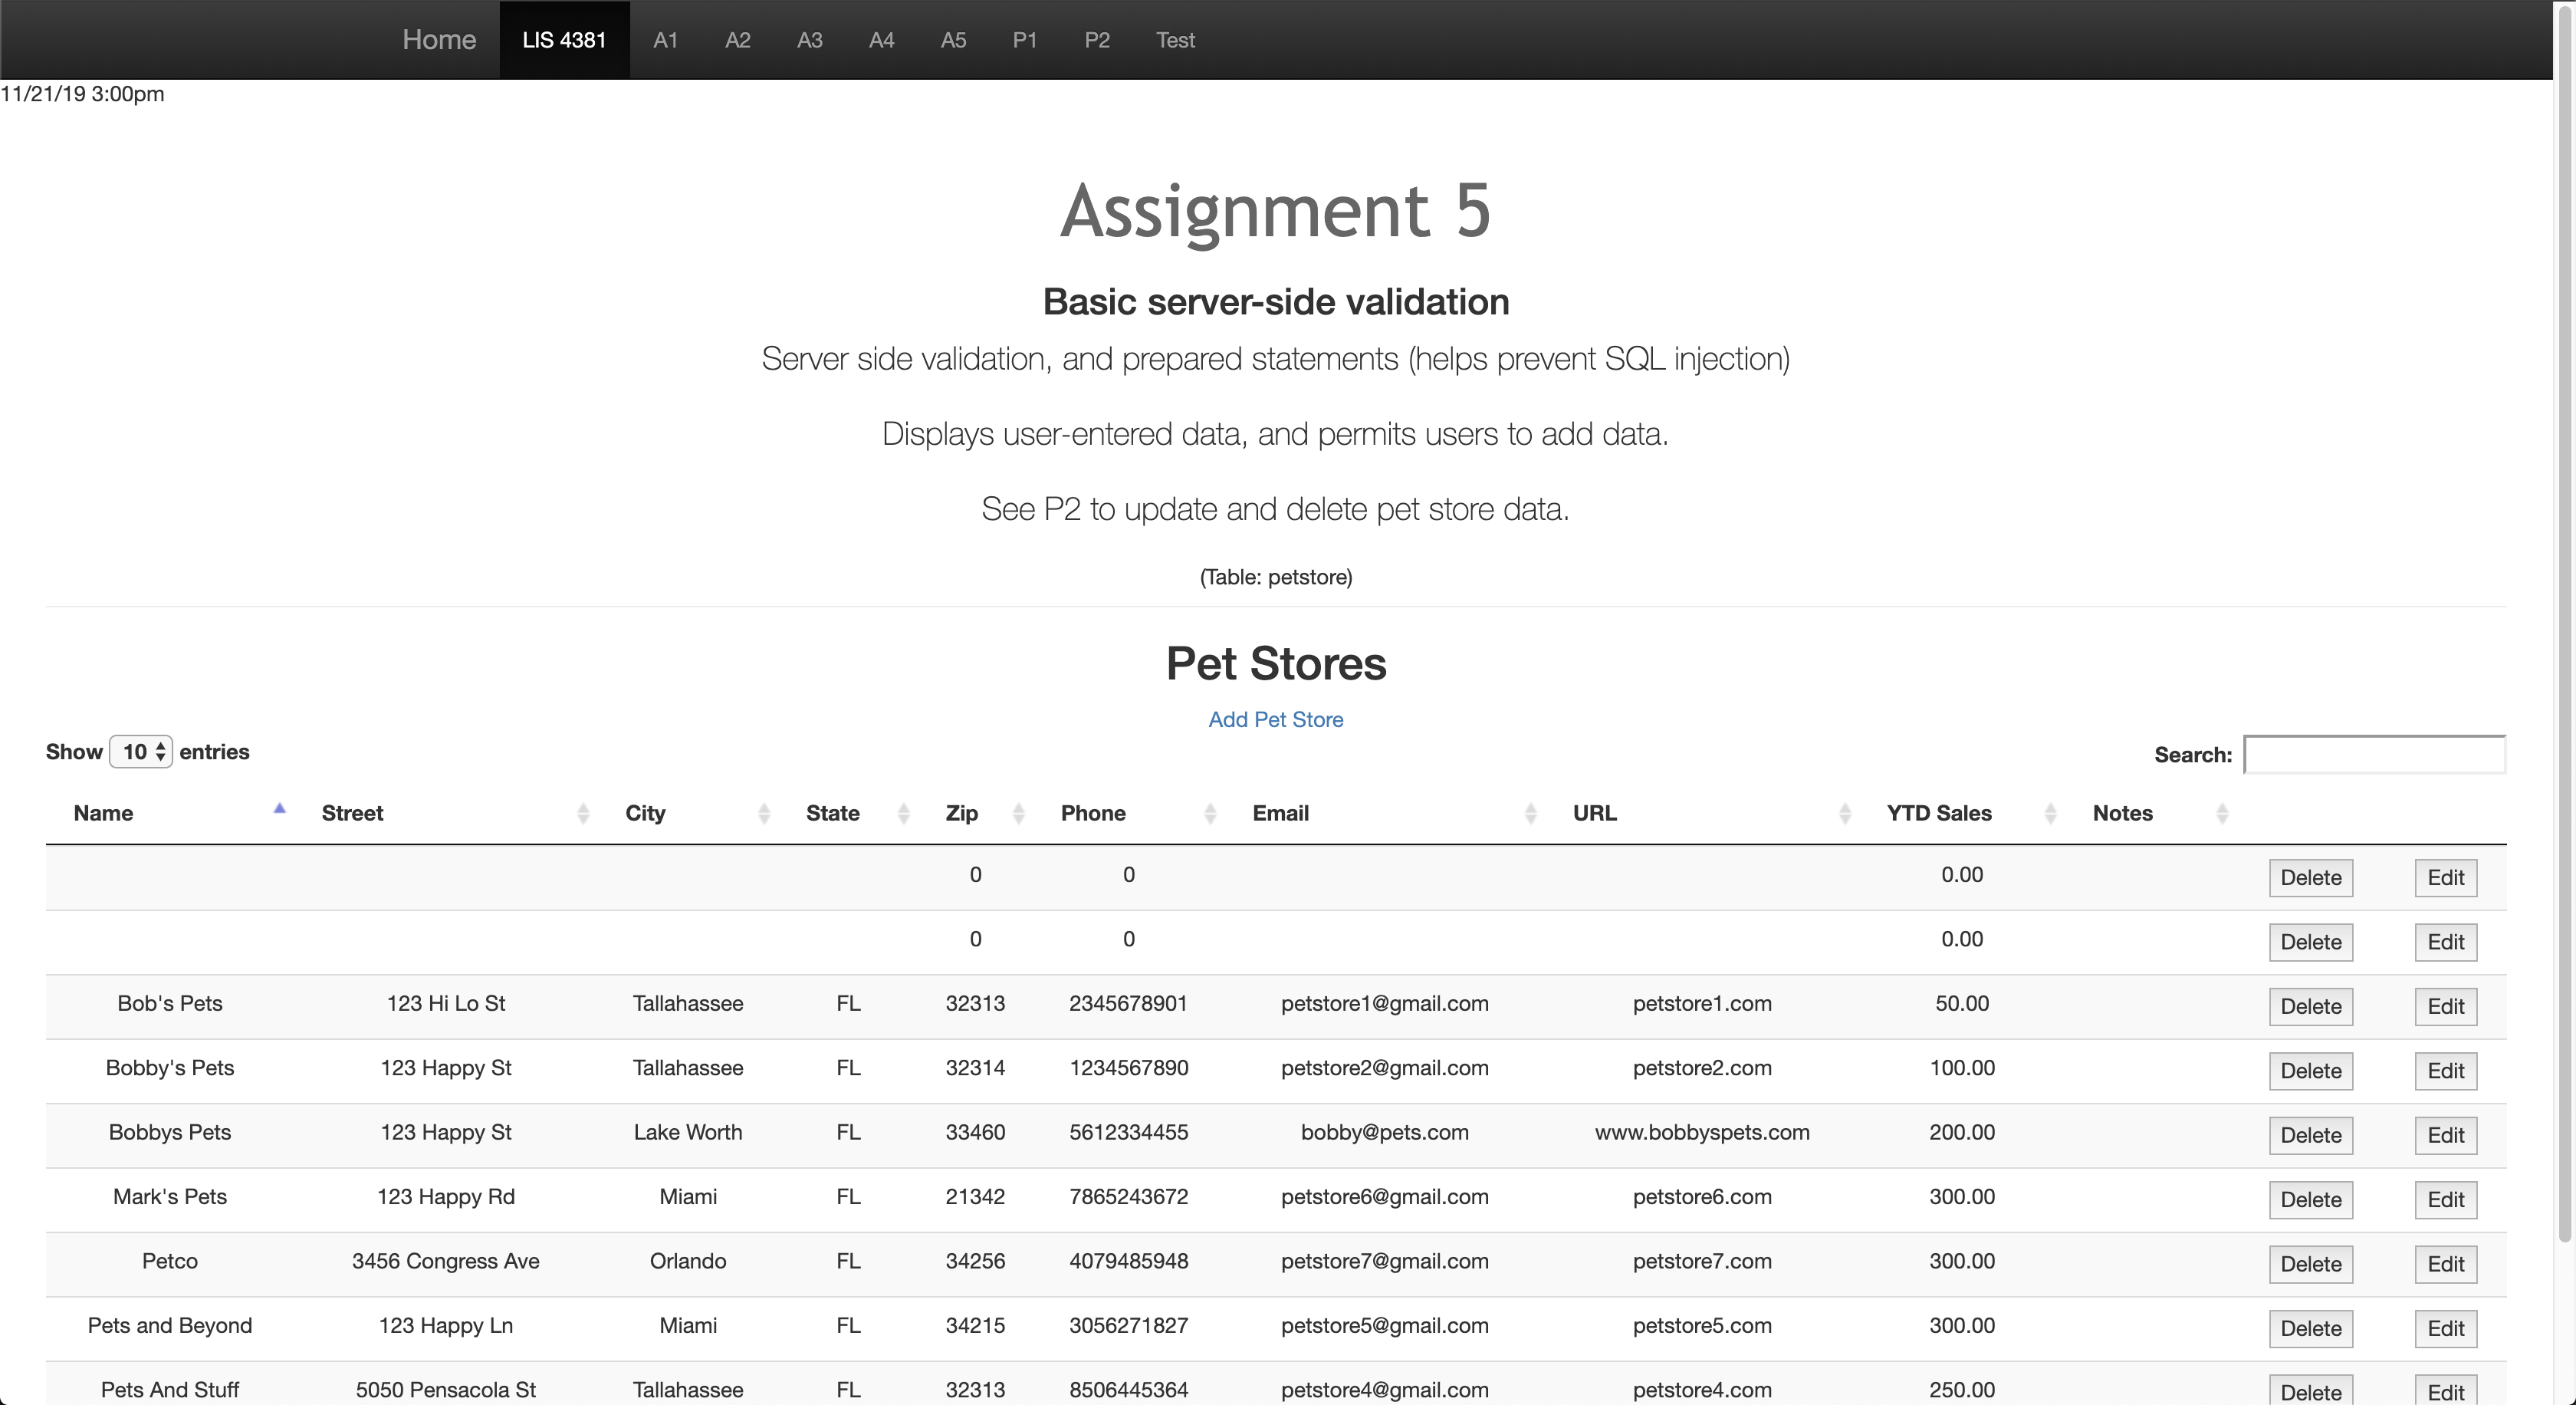 Home LIS 4381 A1 A2 A3 A4 A5 P1 P2 Test
11/21/19 3:00pm
Assignment 5
Basic server-side validation
Server side validation, and prepared statements (helps prevent SQL injection)
Displays user-entered data, and permits users to add data.
See P2 to update and delete pet store data.
(Table: petstore)
Pet Stores
Add Pet Store
Show 10 entries Search:
Name Street City State Zip Phone Email URL YTD Sales Notes
0 0 0.00 Delete Edit
0 0 0.00 Delete Edit
Bob's Pets 123 Hi Lo St Tallahassee FL 32313 2345678901 petstore1@gmail.com petstore1.com 50.00 Delete Edit
Bobby's Pets 123 Happy St Tallahassee FL 32314 1234567890 petstore2@gmail.com petstore2.com 100.00 Delete Edit
Bobbys Pets 123 Happy St Lake Worth FL 33460 5612334455 bobby@pets.com www.bobbyspets.com 200.00 Delete Edit
Mark's Pets 123 Happy Rd Miami FL 21342 7865243672 petstore6@gmail.com petstore6.com 300.00 Delete Edit
Petco 3456 Congress Ave Orlando FL 34256 4079485948 petstore7@gmail.com petstore7.com 300.00 Delete Edit
Pets and Beyond 123 Happy Ln Miami FL 34215 3056271827 petstore5@gmail.com petstore5.com 300.00 Delete Edit
Pets And Stuff 5050 Pensacola St Tallahassee FL 32313 8506445364 petstore4@gmail.com petstore4.com 250.00 Delete Edit